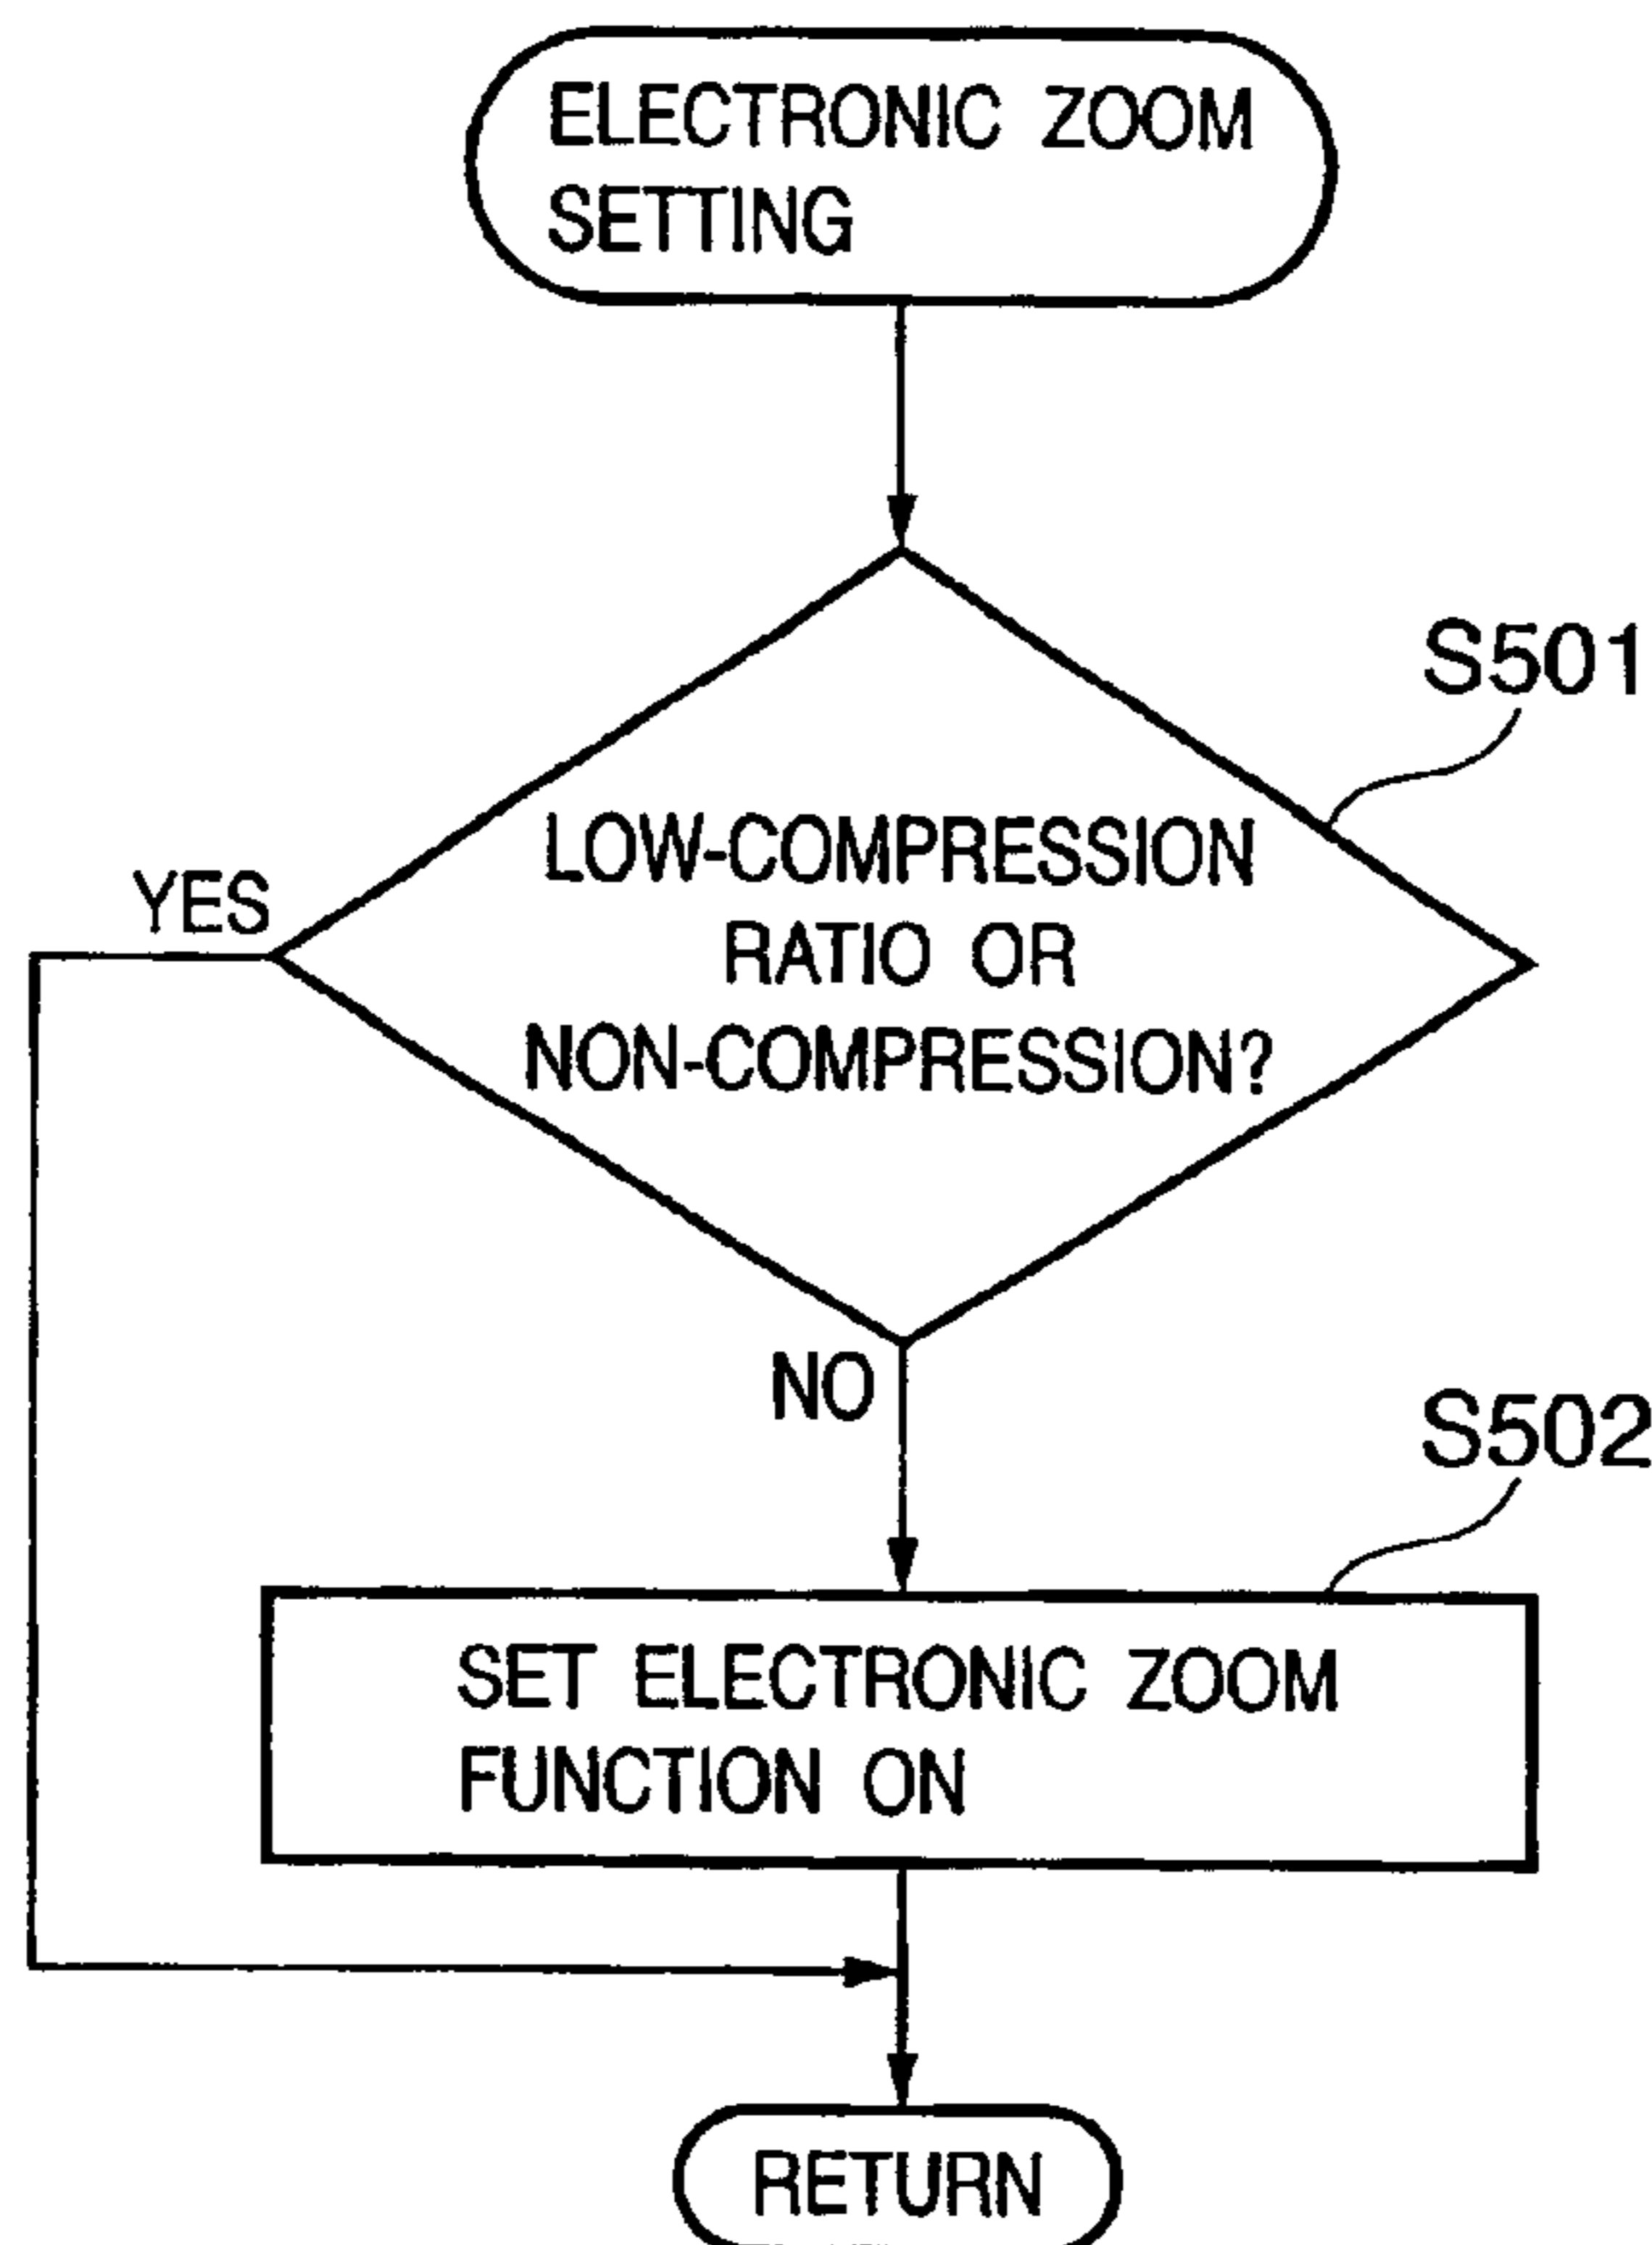 ELECTRONIC ZOOM
SETTING
S501
LOW-COMPRESSION
RATIO OR
NON-COMPRESSION?
YES
NO
S502
SET ELECTRONIC ZOOM
FUNCTION ON
RETURN